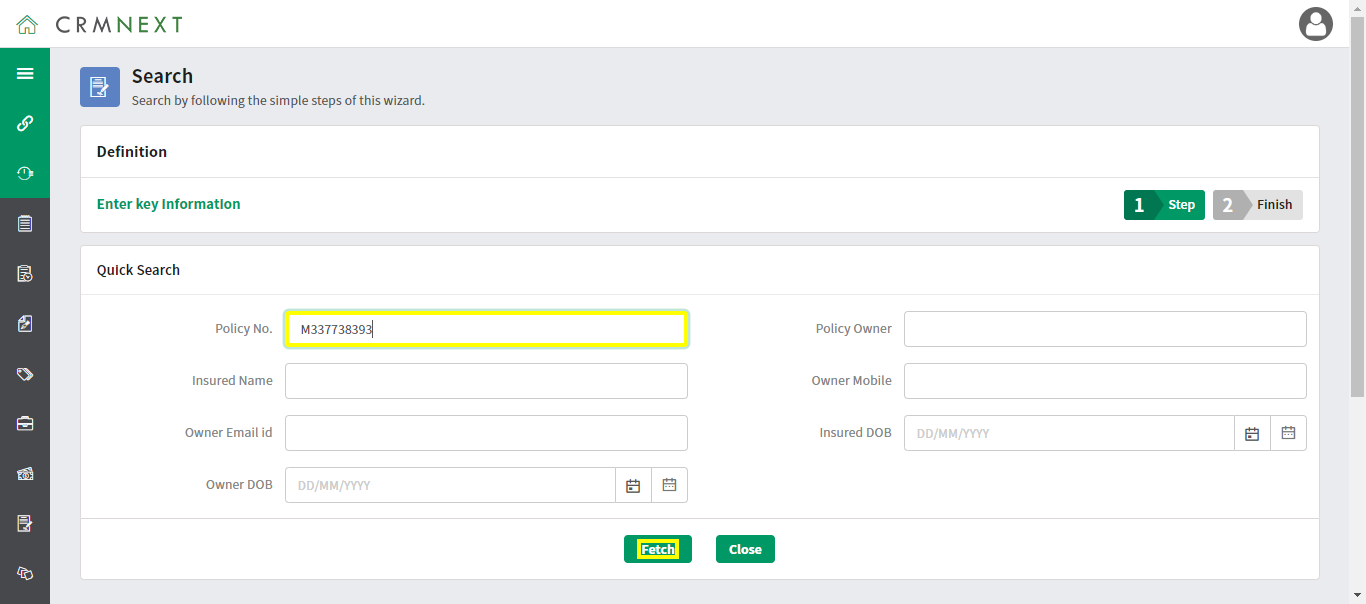 CRMNEXT
Search
Search by following the simple steps of this wizard.
Definition
Enter key Information
1 Step 2 Finish
Quick Search
Policy No. M337738393 Policy Owner
Insured Name Owner Mobile
Owner Email id Insured DOB DD/MM/YYYY
Owner DOB DD/MM/YYYY
Fetch Close